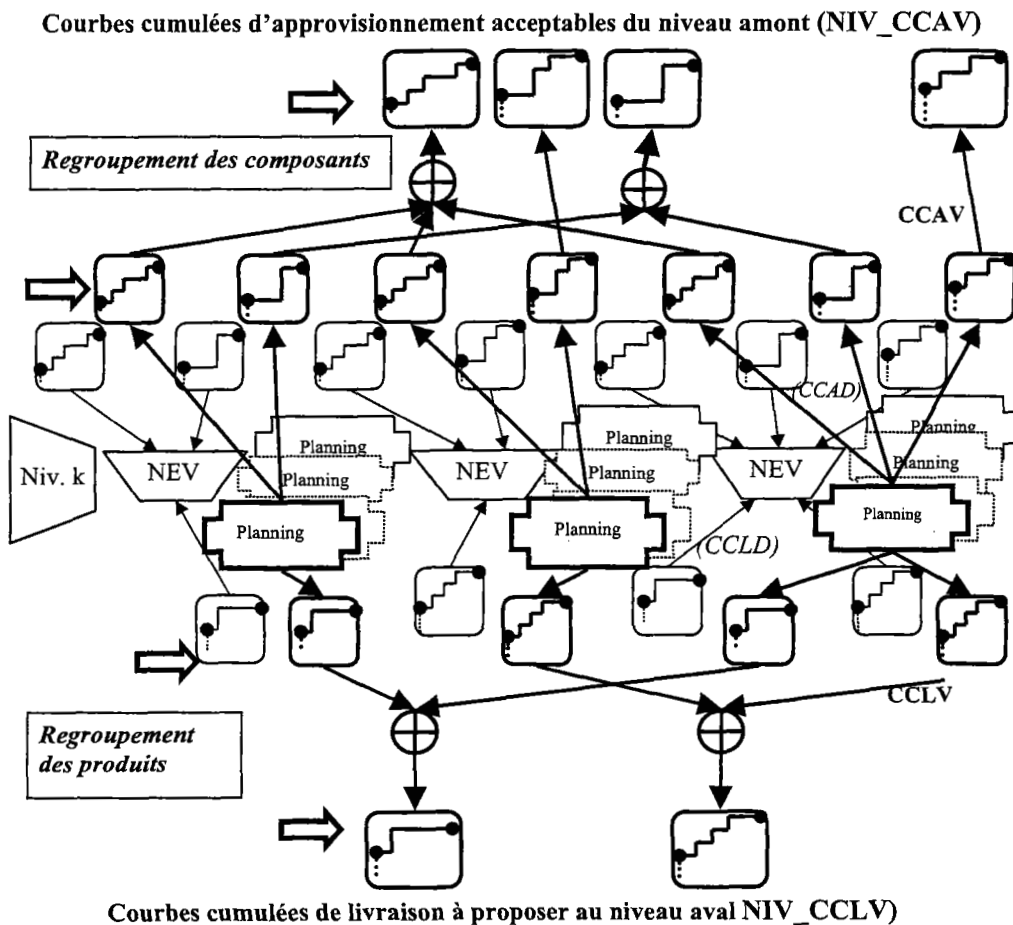 Courbes cumulées d'approvisionnement acceptables du niveau amont (NIV_CCAV)
Regroupement des composants
CCAV
(CCAD)
Planning
Planning
Planning
Niv. k
NEV
NEV
NEV
Planning
Planning
Planning
Planning
Planning
Planning
(CCLD)
CCLV
Regroupement
des produits
Courbes cumulées de livraison à proposer au niveau aval NIV_CCLV)